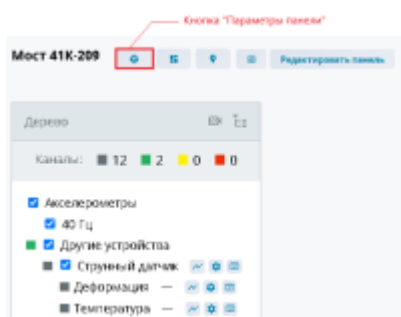 Кнопка "Параметры панели"
Мост 41К-209
Редактировать панель
Дерево
Каналы: 12 2 0 0
Акселерометры
40 Гц
Другие устройства
Струнный датчик —
Деформация —
Температура —